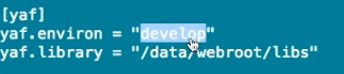 [yaf]
yaf.environ = "develop"
yaf.library = "/data/webroot/libs"